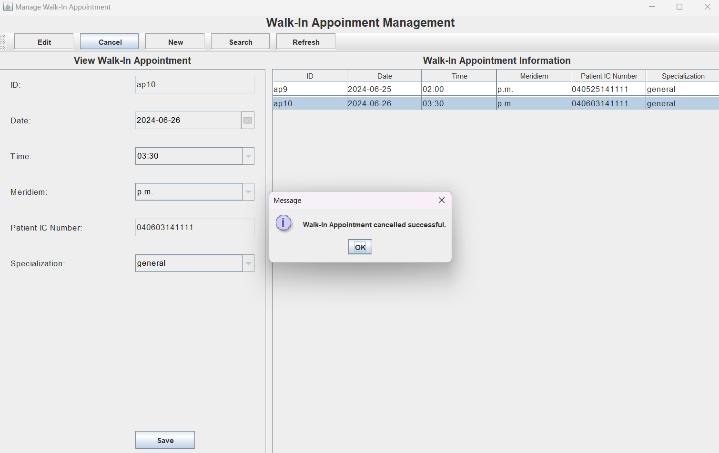 Manage Walk-In Appointment
Walk-In Appoinment Management
Edit Cancel New Search Refresh
View Walk-In Appointment
Walk-In Appointment Information
ID: ap10
Date: 2024-06-26
Time: 03:30
Meridiem: p.m.
Patient IC Number: 040603141111
Specialization: general
Save
ID Date Time Meridiem Patient IC Number Specialization
ap9 2024-06-25 02:00 p.m. 040525141111 general
ap10 2024-06-26 03:30 p.m. 040603141111 general
Message
Walk-In Appointment cancelled successful.
OK